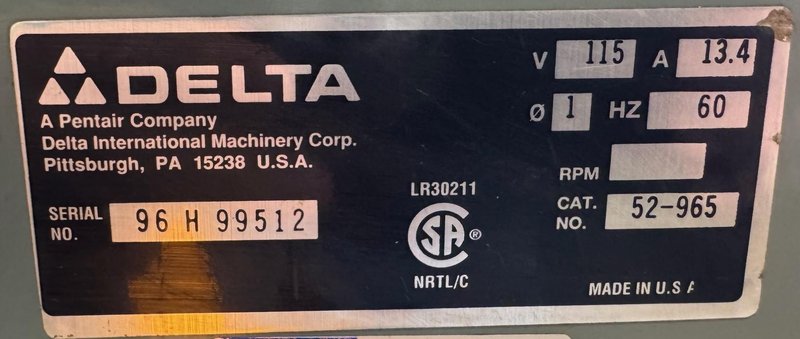 DELTA
A Pentair Company
Delta International Machinery Corp.
Pittsburgh, PA 15238 U.S.A.
SERIAL NO. 96 H 99512
LR30211
SA ®
NRTL/C
V 115 A 13.4
Ø 1 HZ 60
RPM
CAT. NO. 52-965
MADE IN U.S A